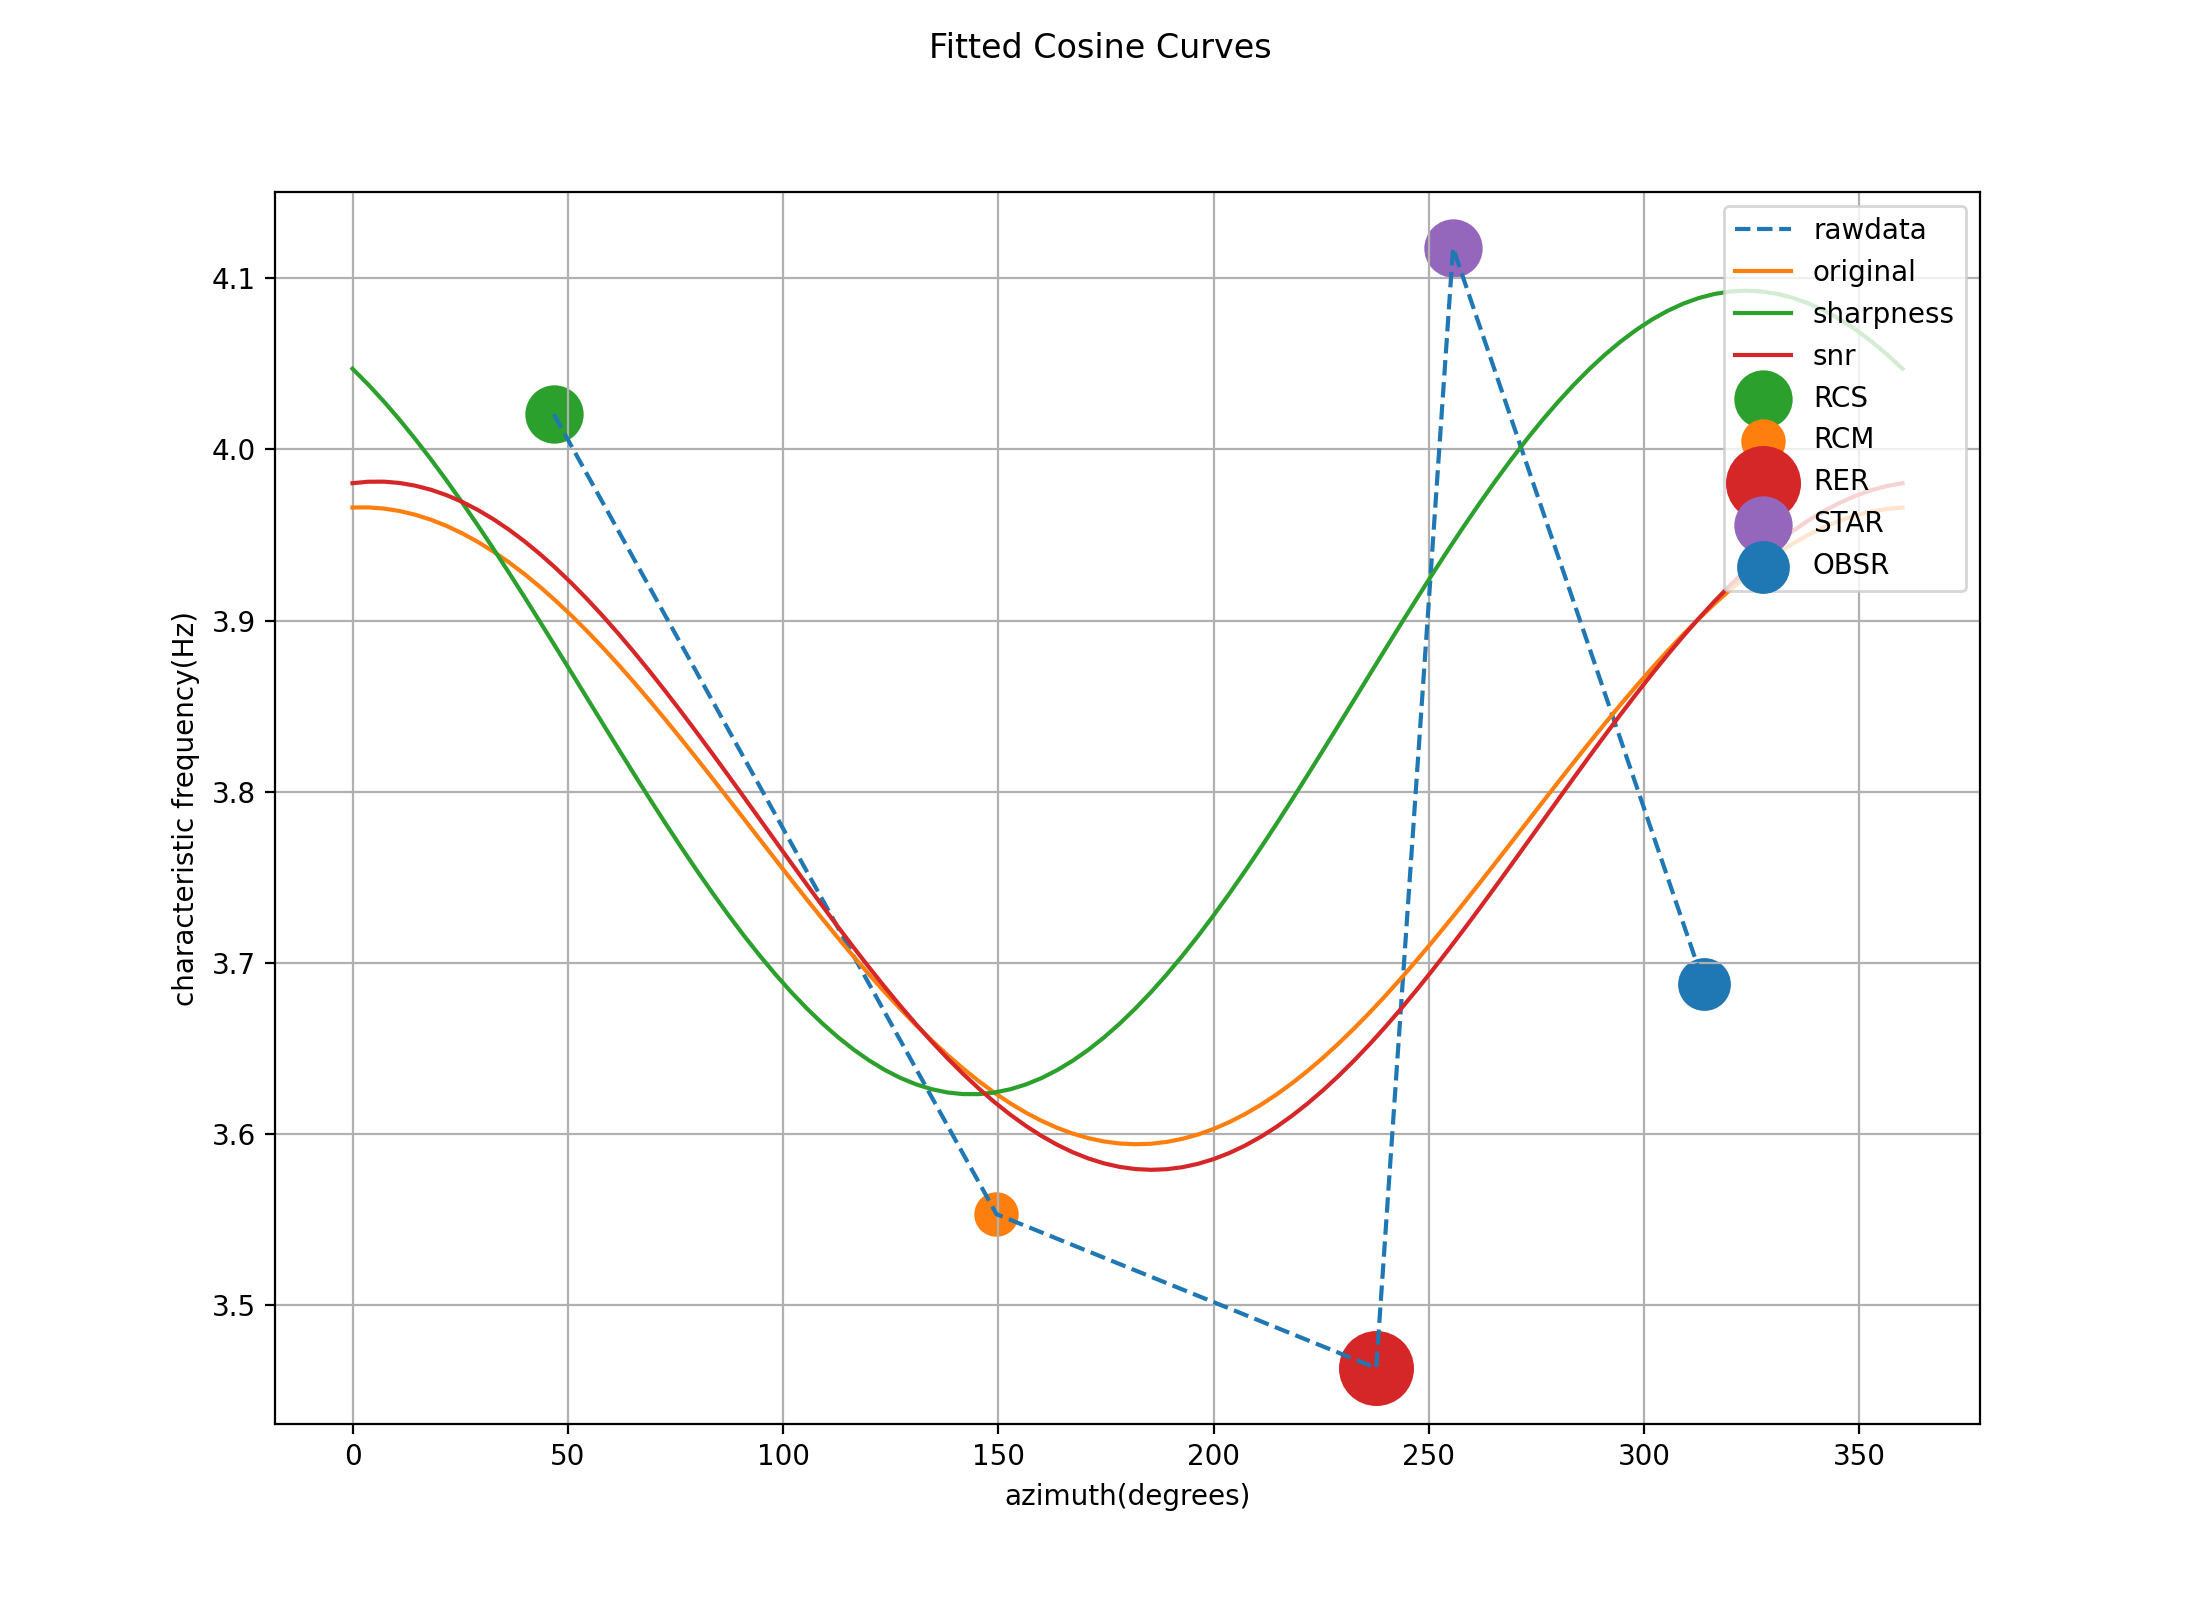 Fitted Cosine Curves
rawdata
original
sharpness
snr
RCS
RCM
RER
STAR
OBSR
characteristic frequency(Hz)
4.1
4.0
3.9
3.8
3.7
3.6
3.5
0 50 100 150 200 250 300 350
azimuth(degrees)